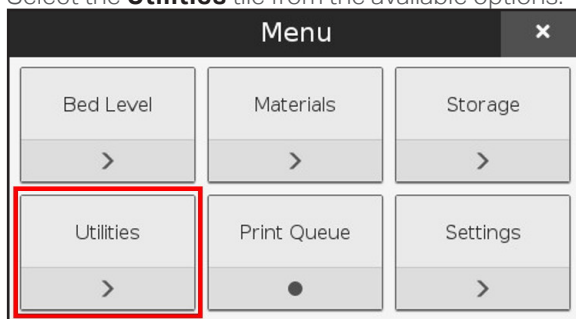 Select the Utilities tile from the available options.
Menu ×
Bed Level Materials Storage
> > >
Utilities Print Queue Settings
> ● >